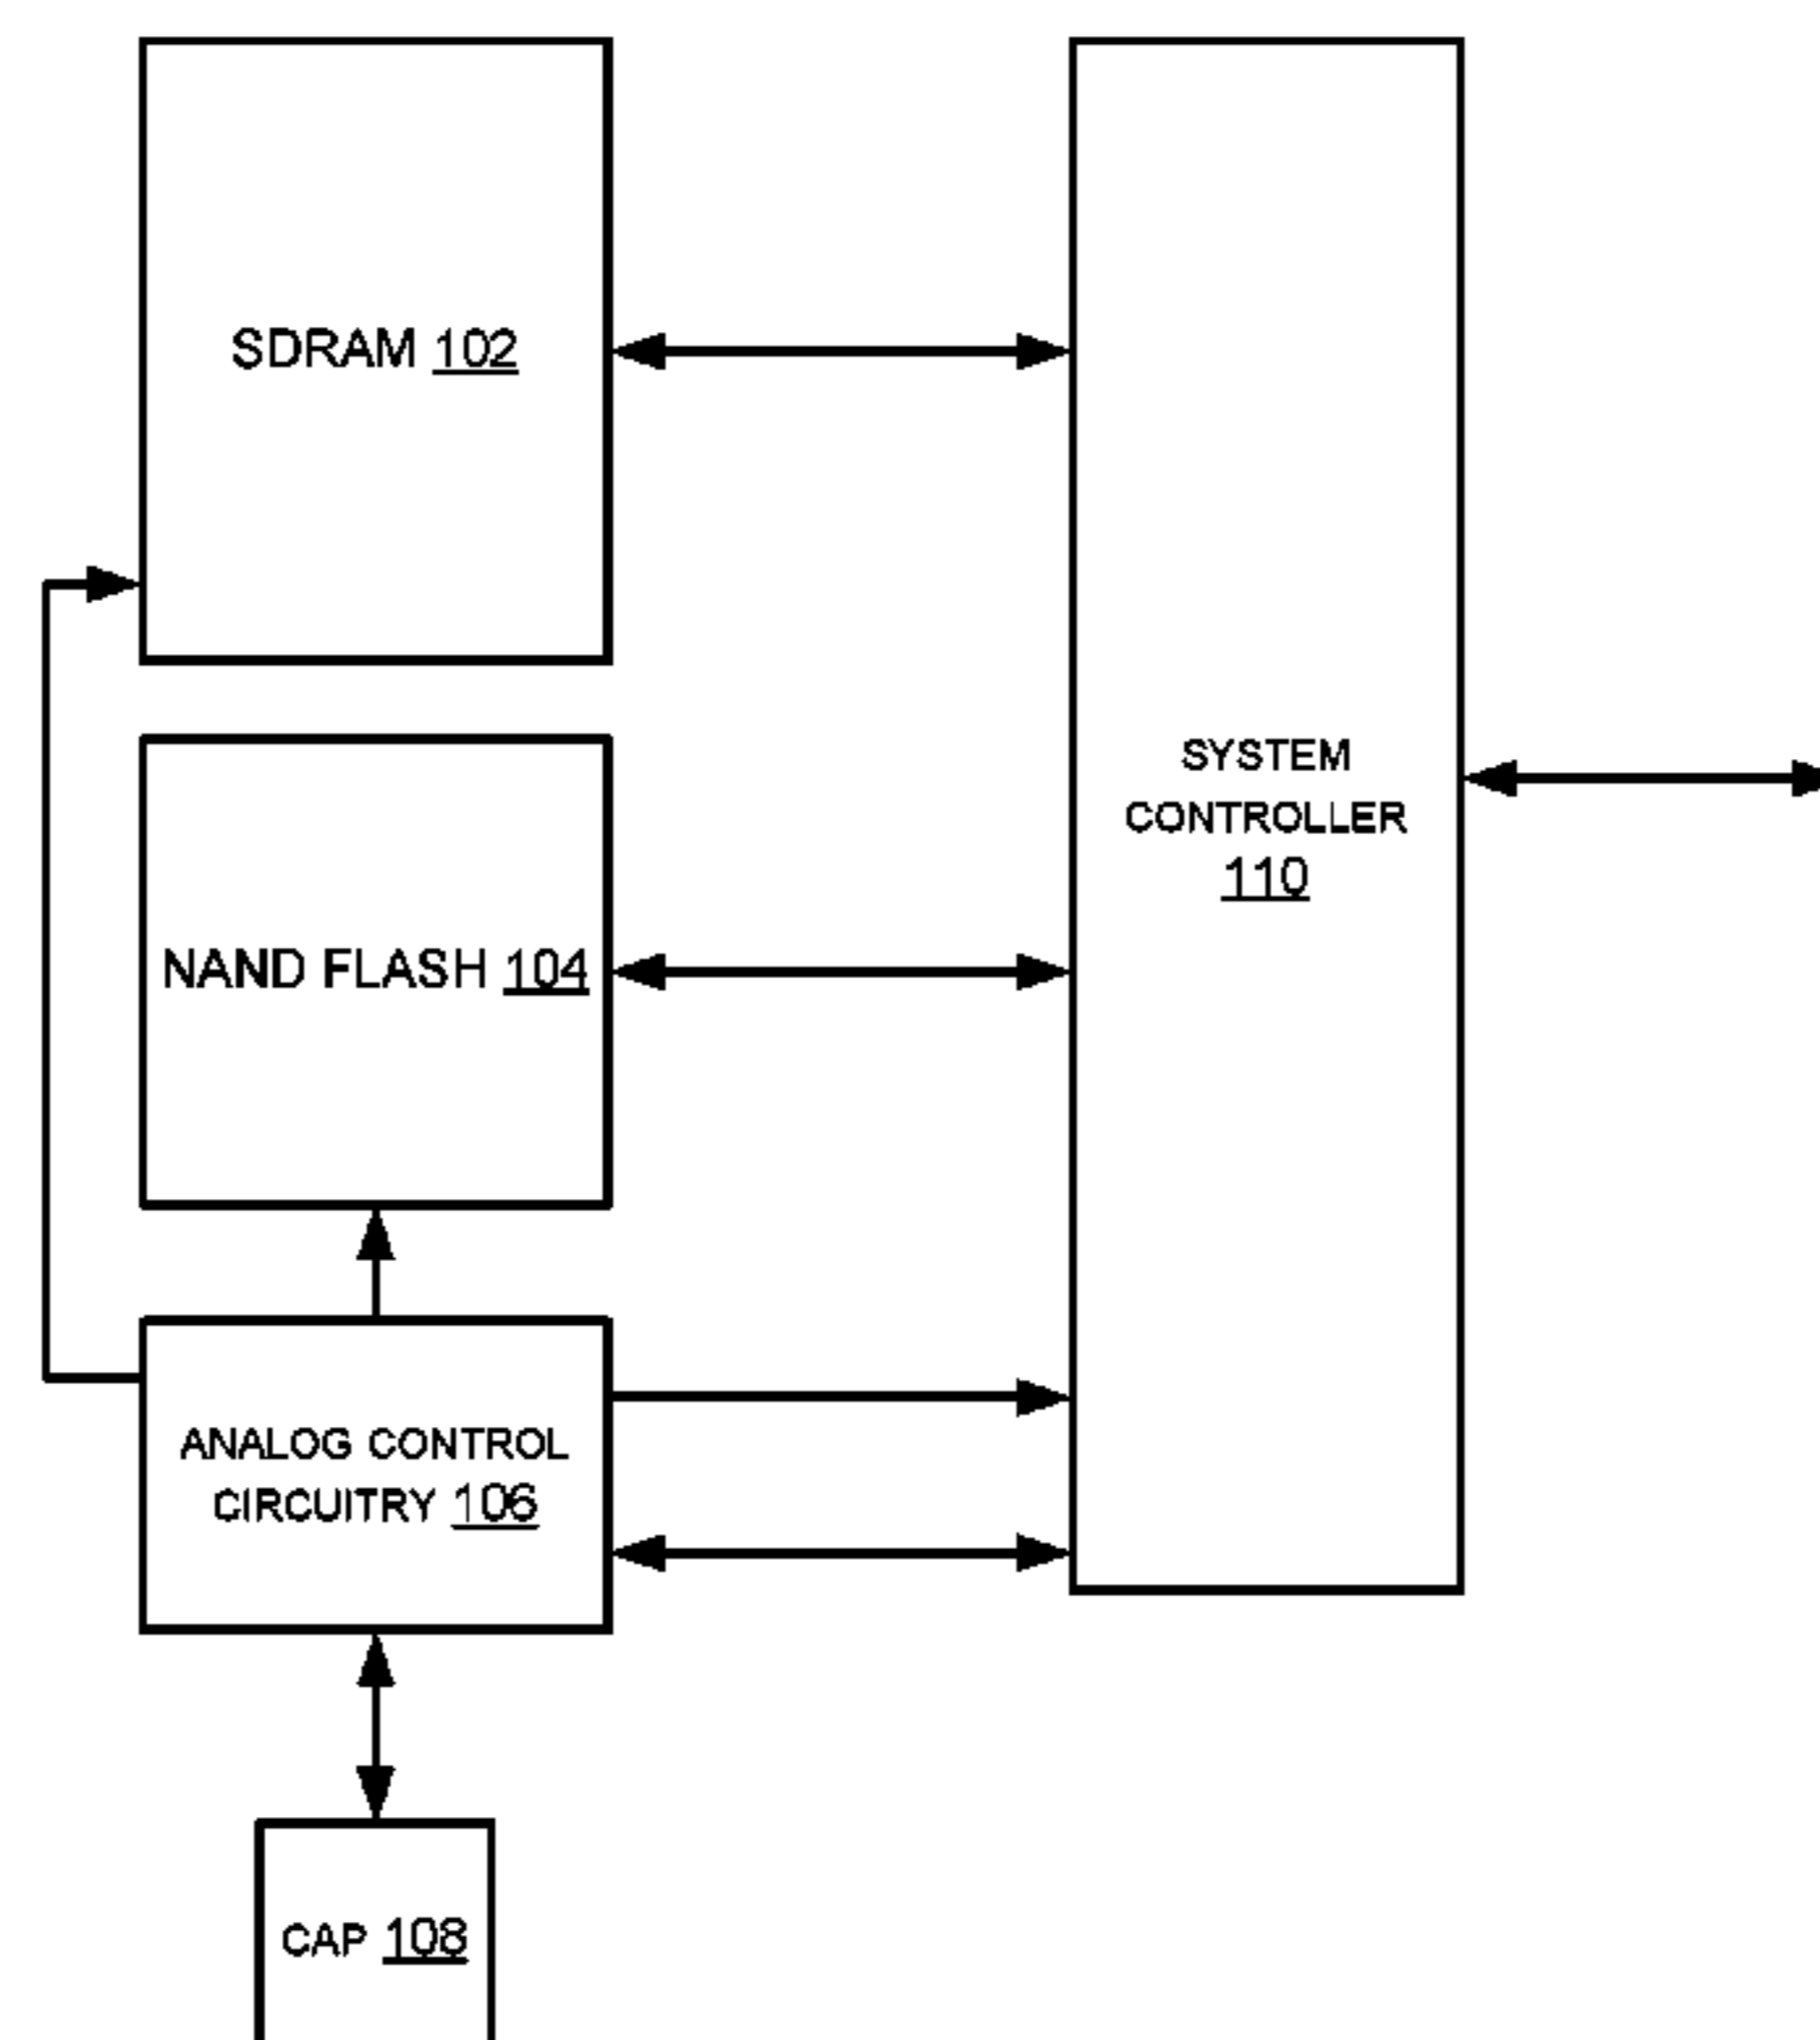 SDRAM 102
SYSTEM
CONTROLLER
110
NAND FLASH 104
ANALOG CONTROL
CIRCUITRY 106
CAP 108